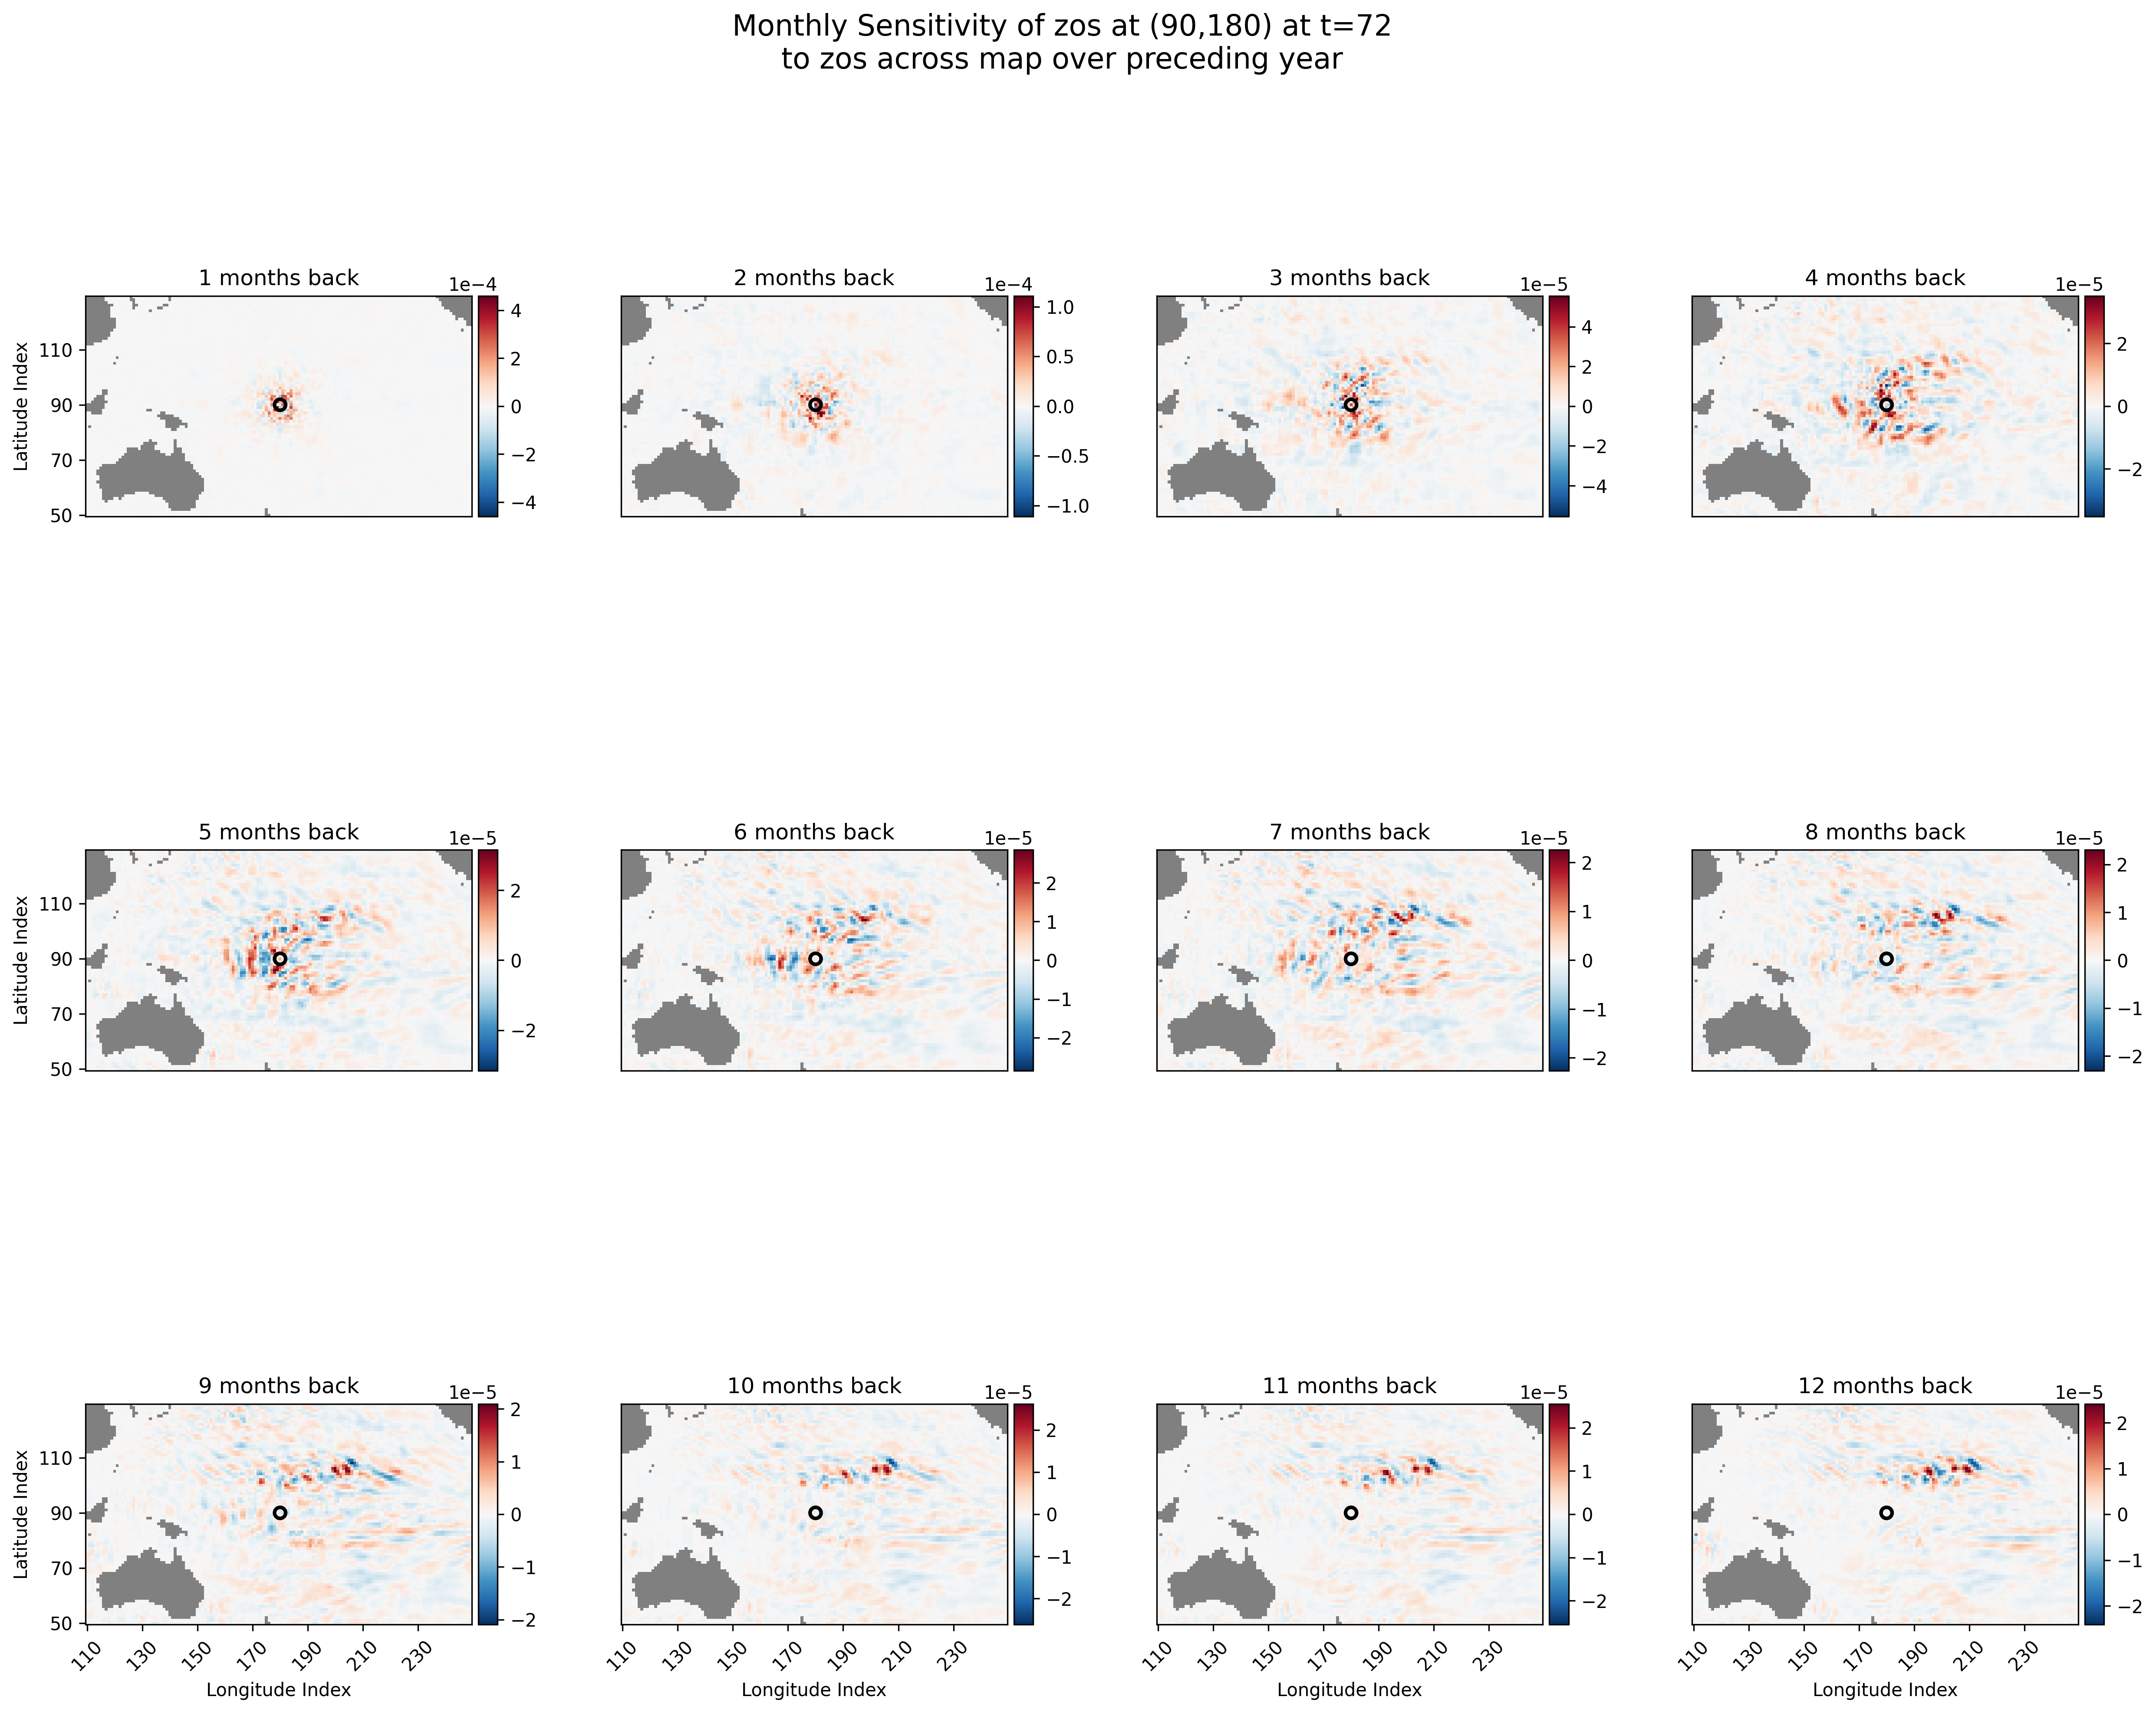 Monthly Sensitivity of zos at (90,180) at t=72
to zos across map over preceding year
1 months back
1e−4
2 months back
1e−4
3 months back
1e−5
4 months back
1e−5
Latitude Index
110
90
70
50
4
2
0
−2
−4
1.0
0.5
0.0
−0.5
−1.0
4
2
0
−2
−4
2
0
−2
5 months back
1e−5
6 months back
1e−5
7 months back
1e−5
8 months back
1e−5
Latitude Index
110
90
70
50
2
0
−2
2
1
0
−1
−2
2
1
0
−1
−2
2
1
0
−1
−2
9 months back
1e−5
10 months back
1e−5
11 months back
1e−5
12 months back
1e−5
Latitude Index
110
90
70
50
2
1
0
−1
−2
2
1
0
−1
−2
2
1
0
−1
−2
2
1
0
−1
−2
110 130 150 170 190 210 230
110 130 150 170 190 210 230
110 130 150 170 190 210 230
110 130 150 170 190 210 230
Longitude Index
Longitude Index
Longitude Index
Longitude Index